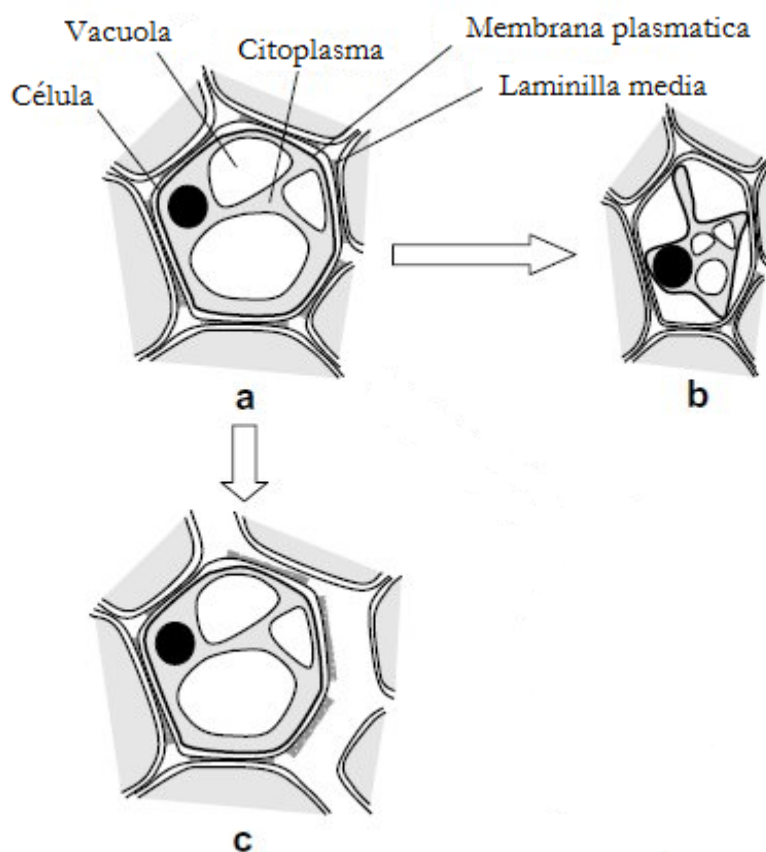 Vacuola
Citoplasma
Membrana plasmatica
Célula
Laminilla media
a
b
c